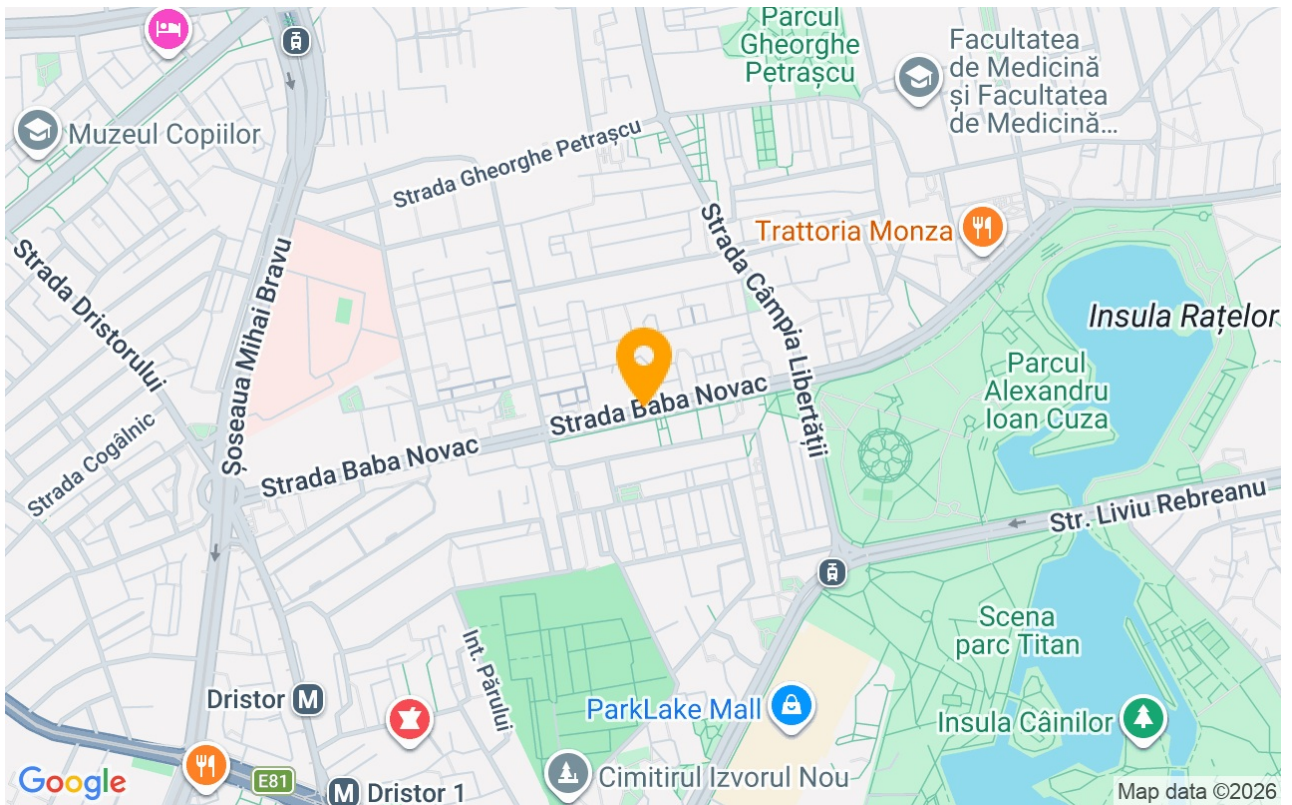 Parcul
Gheorghe
Petrașcu
Facultatea
de Medicină
și Facultatea
de Medicină...
Muzeul Copiilor
Strada Gheorghe Petrașcu
Trattoria Monza
Strada Dristorului
Șoseaua Mihai Bravu
Strada Câmpia Libertății
Insula Rațelor
Parcul
Alexandru
Ioan Cuza
Strada Baba Novac
Strada Baba Novac
Strada Cogâlnic
Str. Liviu Rebreanu
Scena
parc Titan
Int. Părului
Dristor M
ParkLake Mall
Insula Câinilor
Cimitirul Izvorul Nou
Google
E81
M Dristor 1
Map data ©2026